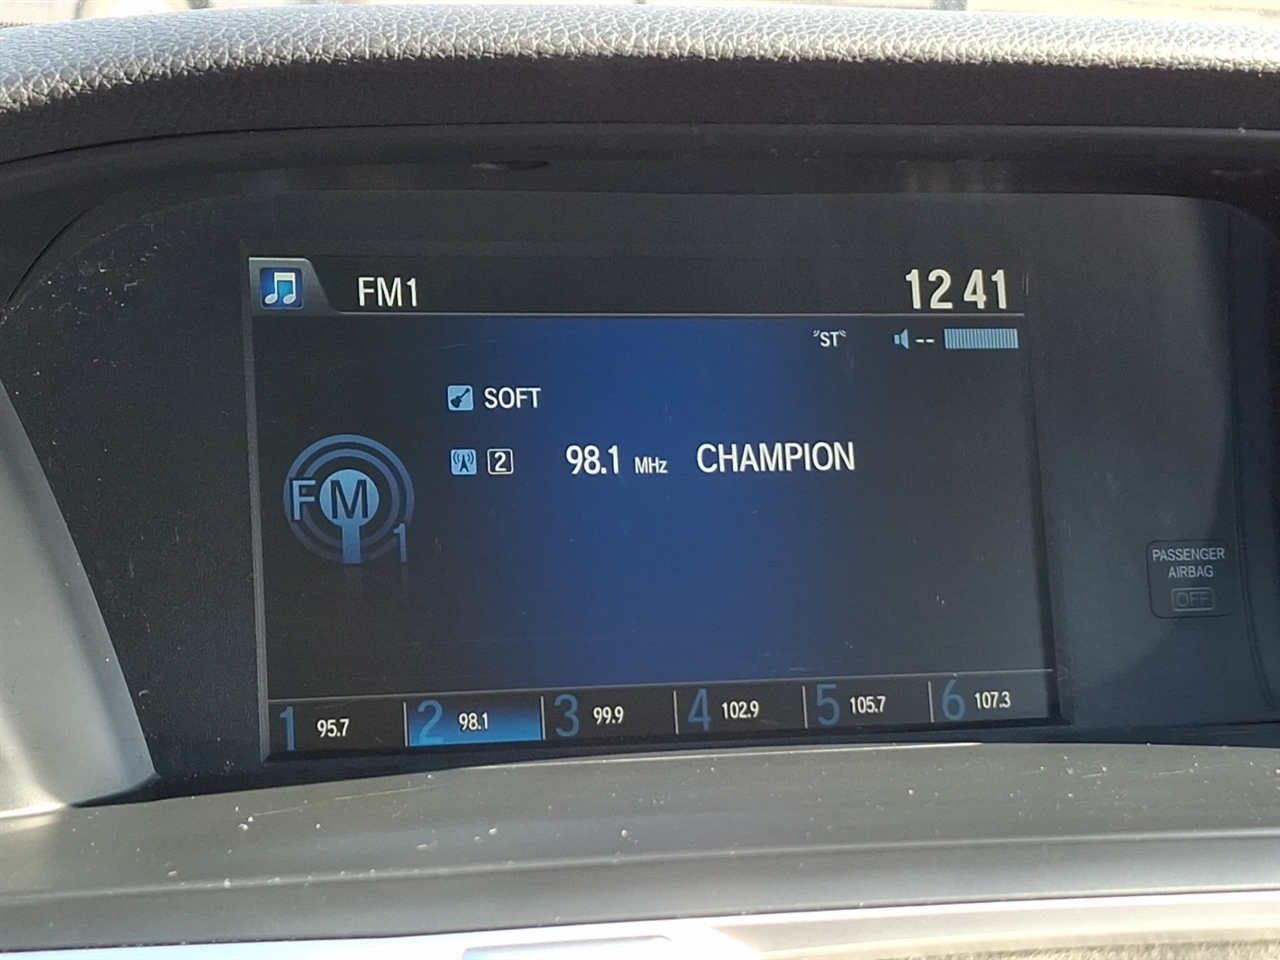 FM1
12 41
"ST"
--
SOFT
2 98.1 MHz CHAMPION
FM
1
PASSENGER
AIRBAG
OFF
1 95.7 2 98.1 3 99.9 4 102.9 5 105.7 6 107.3